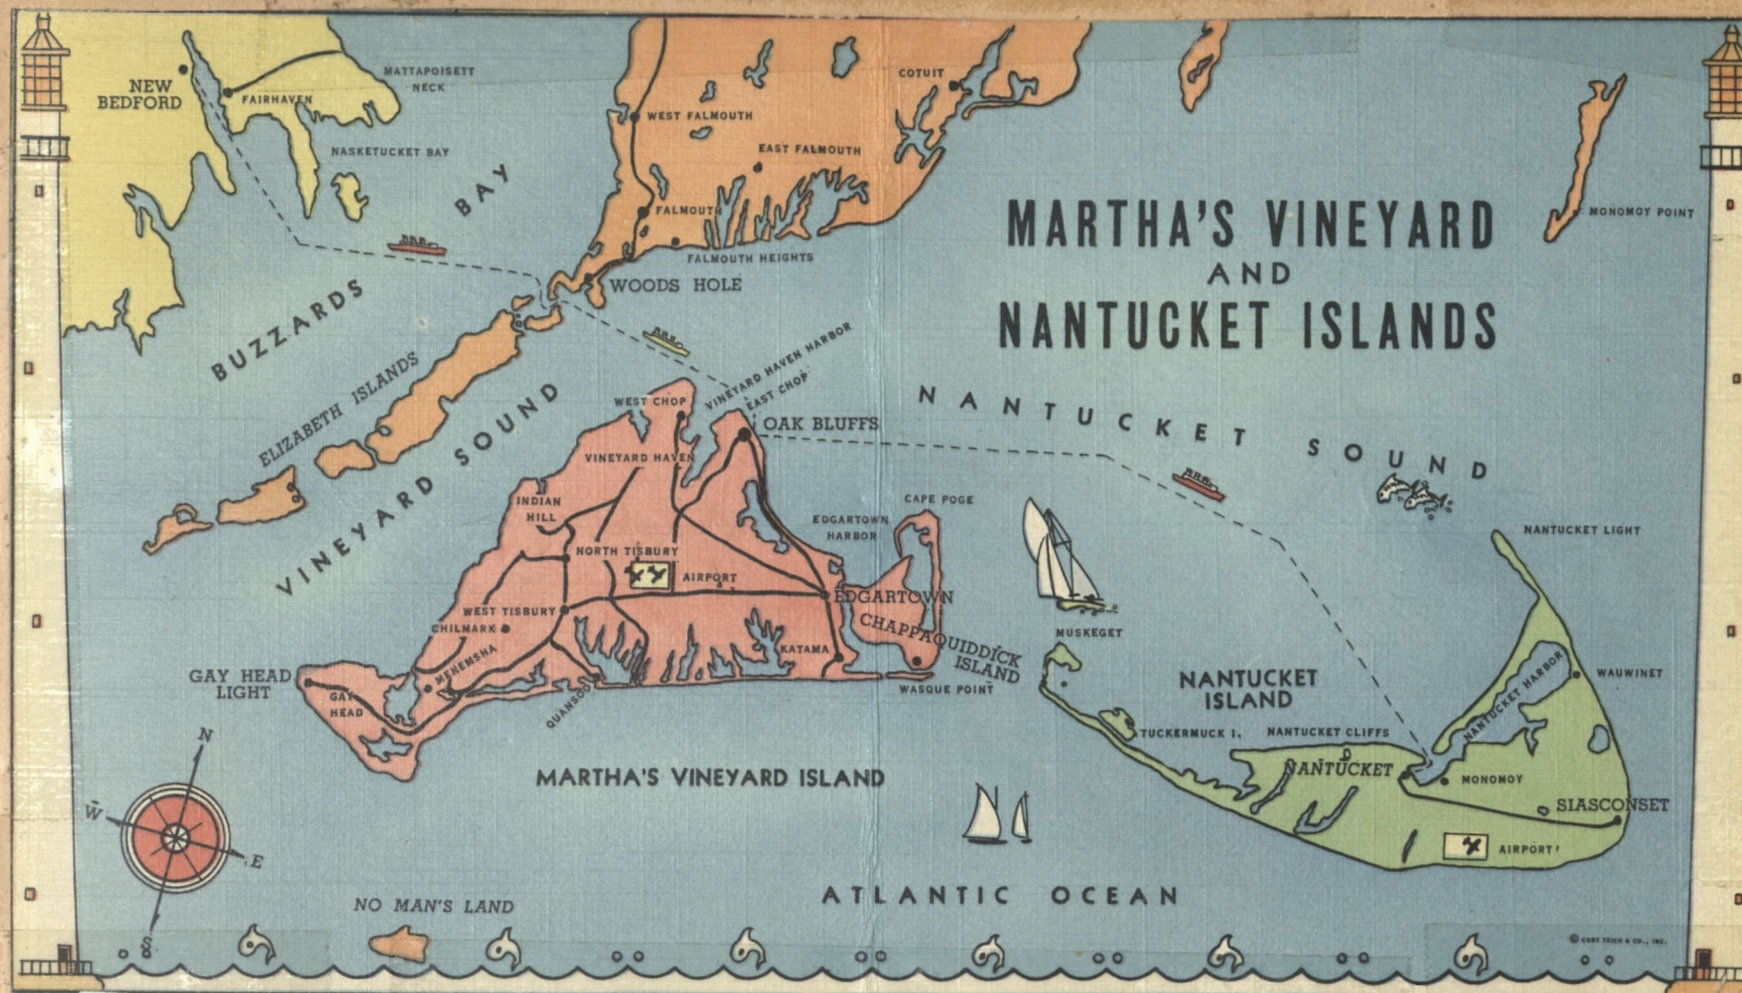 NEW
BEDFORD
FAIRHAVEN
MATTAPOISETT
NECK
NASKETUCKET BAY
BUZZARDS BAY
WEST FALMOUTH
EAST FALMOUTH
COTUIT
FALMOUTH
FALMOUTH HEIGHTS
WOODS HOLE
MONOMOY POINT
MARTHA'S VINEYARD
AND
NANTUCKET ISLANDS
ELIZABETH ISLANDS
VINEYARD SOUND
NANTUCKET SOUND
WEST CHOP
VINEYARD HAVEN HARBOR
EAST CHOP
OAK BLUFFS
VINEYARD HAVEN
INDIAN
HILL
NORTH TISBURY
AIRPORT
EDGARTOWN
HARBOR
CAPE POGE
WEST TISBURY
CHILMARK
MENEMSHA
EDGARTOWN
CHAPPAQUIDDICK
ISLAND
KATAMA
WASQUE POINT
QUANSOO
GAY HEAD
LIGHT
GAY
HEAD
MARTHA'S VINEYARD ISLAND
NANTUCKET LIGHT
MUSKEGET
NANTUCKET
ISLAND
TUCKERMUCK I.
NANTUCKET CLIFFS
NANTUCKET HARBOR
WAUWINET
NANTUCKET
MONOMOY
SIASCONSET
AIRPORT
N
W
E
S
NO MAN'S LAND
ATLANTIC OCEAN
© CURT TEICH & CO., INC.